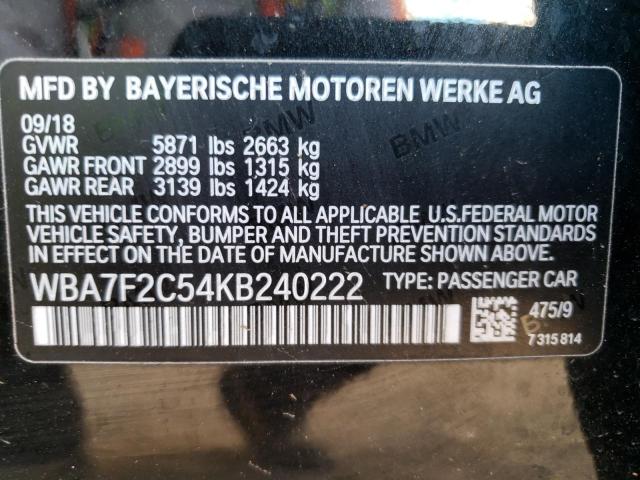 MFD BY BAYERISCHE MOTOREN WERKE AG
09/18
GVWR 5871 lbs 2663 kg
GAWR FRONT 2899 lbs 1315 kg
GAWR REAR 3139 lbs 1424 kg
THIS VEHICLE CONFORMS TO ALL APPLICABLE U.S.FEDERAL MOTOR
VEHICLE SAFETY, BUMPER AND THEFT PREVENTION STANDARDS
IN EFFECT ON THE DATE OF MANUFACTURE SHOWN ABOVE.
WBA7F2C54KB240222 TYPE: PASSENGER CAR
475/9
7315814
BMW
BMW